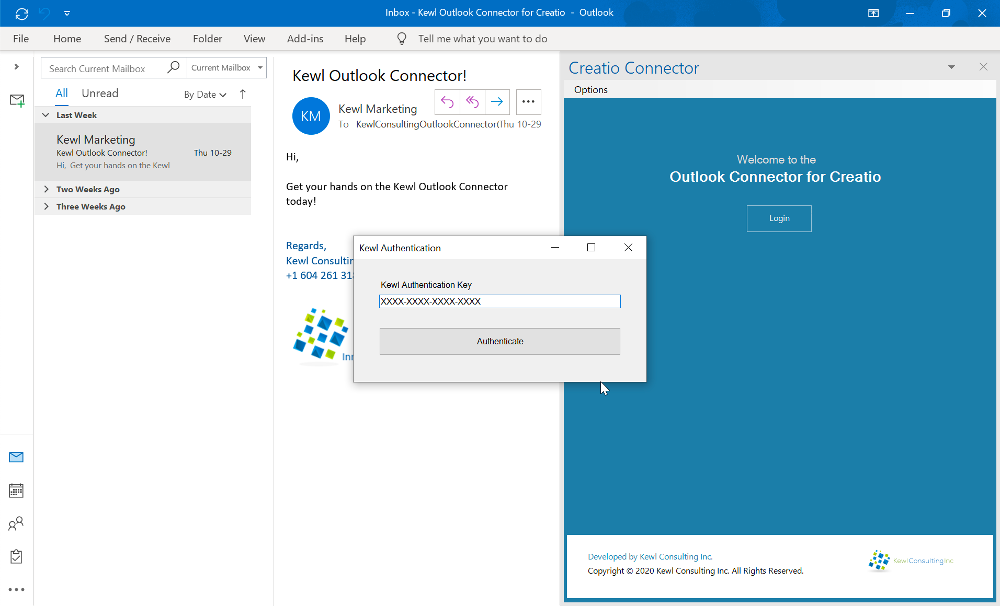 Inbox - Kewl Outlook Connector for Creatio - Outlook
File Home Send / Receive Folder View Add-ins Help Tell me what you want to do
Search Current Mailbox Current Mailbox
All Unread By Date
Last Week
Kewl Marketing
Kewl Outlook Connector! Thu 10-29
Hi, Get your hands on the Kewl
Two Weeks Ago
Three Weeks Ago
Kewl Outlook Connector!
KM
Kewl Marketing
To KewlConsultingOutlookConnector(Thu 10-29
Hi,
Get your hands on the Kewl Outlook Connector
today!
Regards,
Kewl
+1 604 261
Kewl Authentication
Kewl Authentication Key
XXXX-XXXX-XXXX-XXXX
Authenticate
Creatio Connector
Options
Welcome to the
Outlook Connector for Creatio
Login
Developed by Kewl Consulting Inc.
Copyright © 2020 Kewl Consulting Inc. All Rights Reserved.
KewlConsultingInc